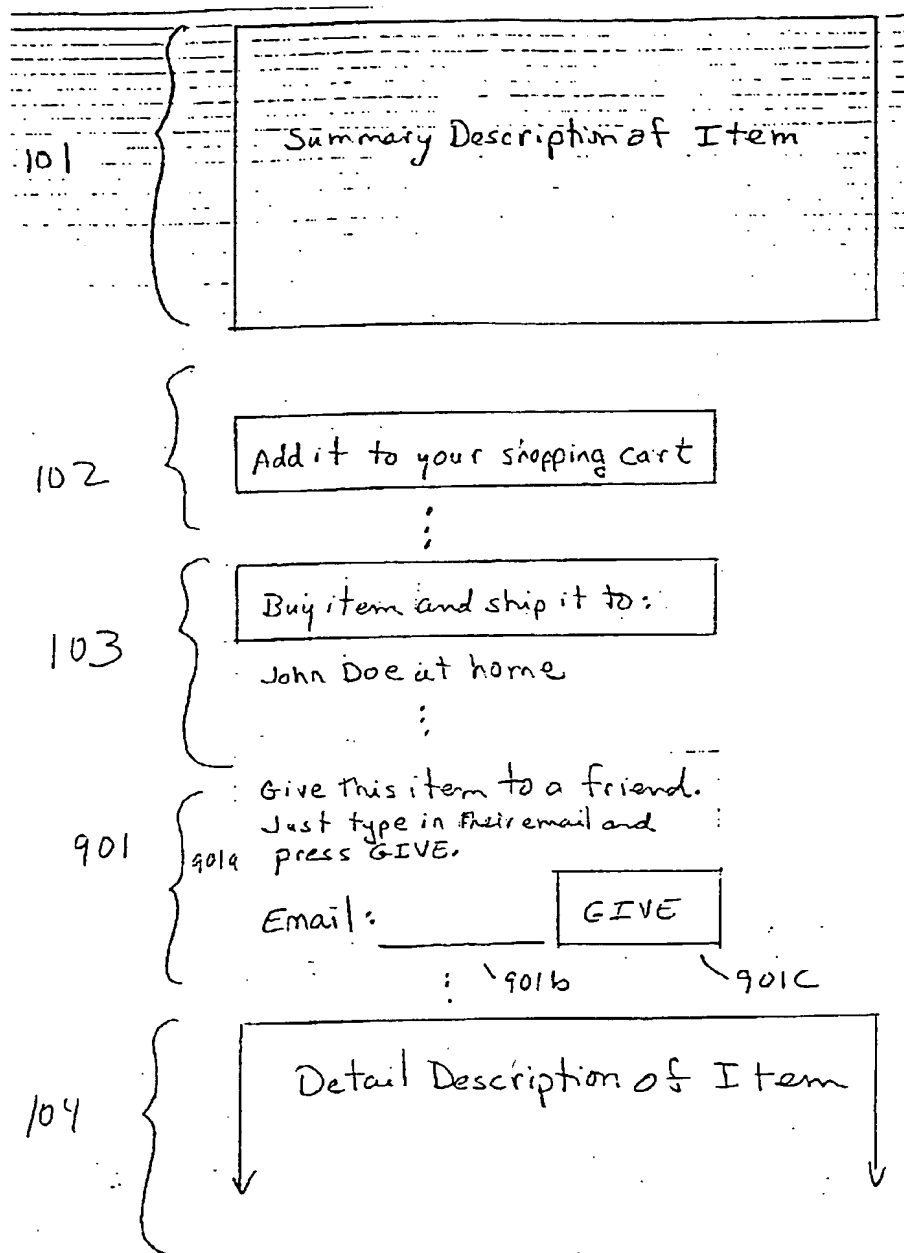 101
Summary Description of Item
102
Add it to your shopping cart
103
Buy item and ship it to:
John Doe at home
901
901a
Give this item to a friend.
Just type in their email and
press GIVE.
Email:
GIVE
901b
901c
104
Detail Description of Item